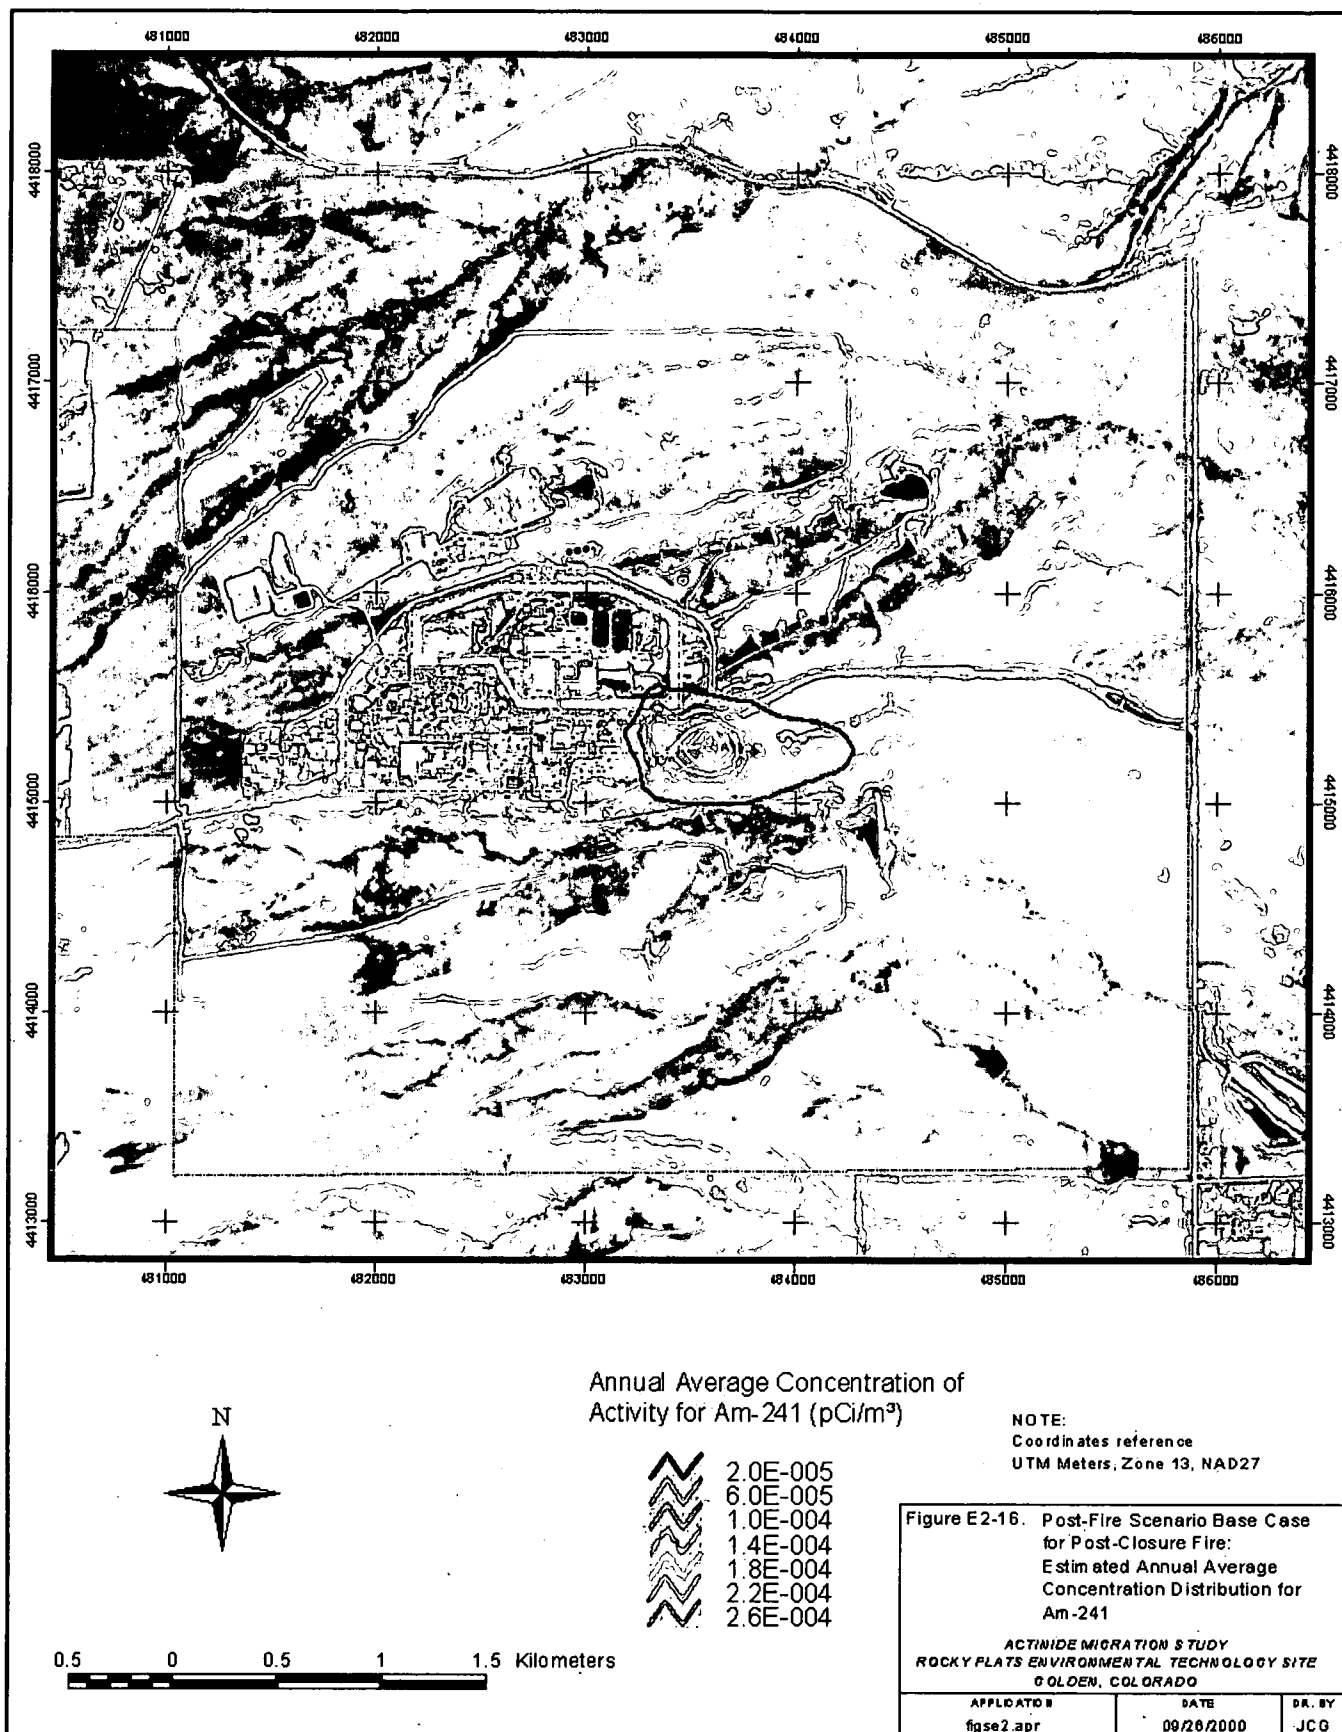 481000 482000 483000 484000 485000 486000
4418000 4418000
4417000 4417000
4416000 4416000
4415000 4415000
4414000 4414000
4413000 4413000
481000 482000 483000 484000 485000 486000
Annual Average Concentration of
Activity for Am-241 (pCi/m³)
2.0E-005
6.0E-005
1.0E-004
1.4E-004
1.8E-004
2.2E-004
2.6E-004
N
NOTE:
Coordinates reference
UTM Meters, Zone 13, NAD27
0.5 0 0.5 1 1.5 Kilometers
Figure E2-16. Post-Fire Scenario Base Case
for Post-Closure Fire:
Estimated Annual Average
Concentration Distribution for
Am-241
ACTINIDE MIGRATION STUDY
ROCKY FLATS ENVIRONMENTAL TECHNOLOGY SITE
GOLDEN, COLORADO
APPLICATION DATE DR. BY
figse2.apr 09/26/2000 JCG